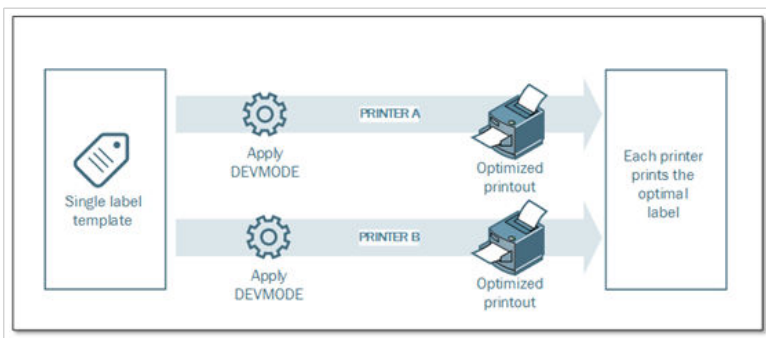 Single label
template
Apply
DEVMODE
PRINTER A
Optimized
printout
Apply
DEVMODE
PRINTER B
Optimized
printout
Each printer
prints the
optimal
label